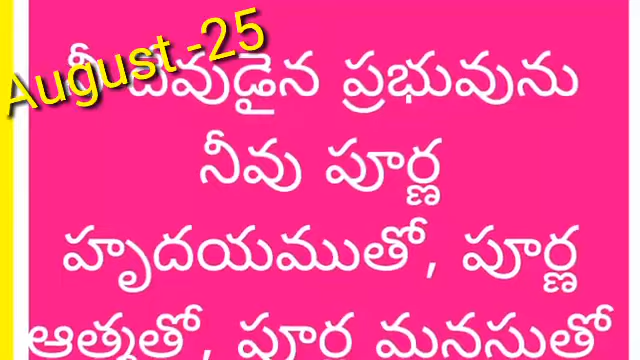 August -25
నీ దేవుడైన ప్రభువును
నీవు పూర్ణ
హృదయముతో, పూర్ణ
ఆత్మతో, పూర్ణ మనసుతో